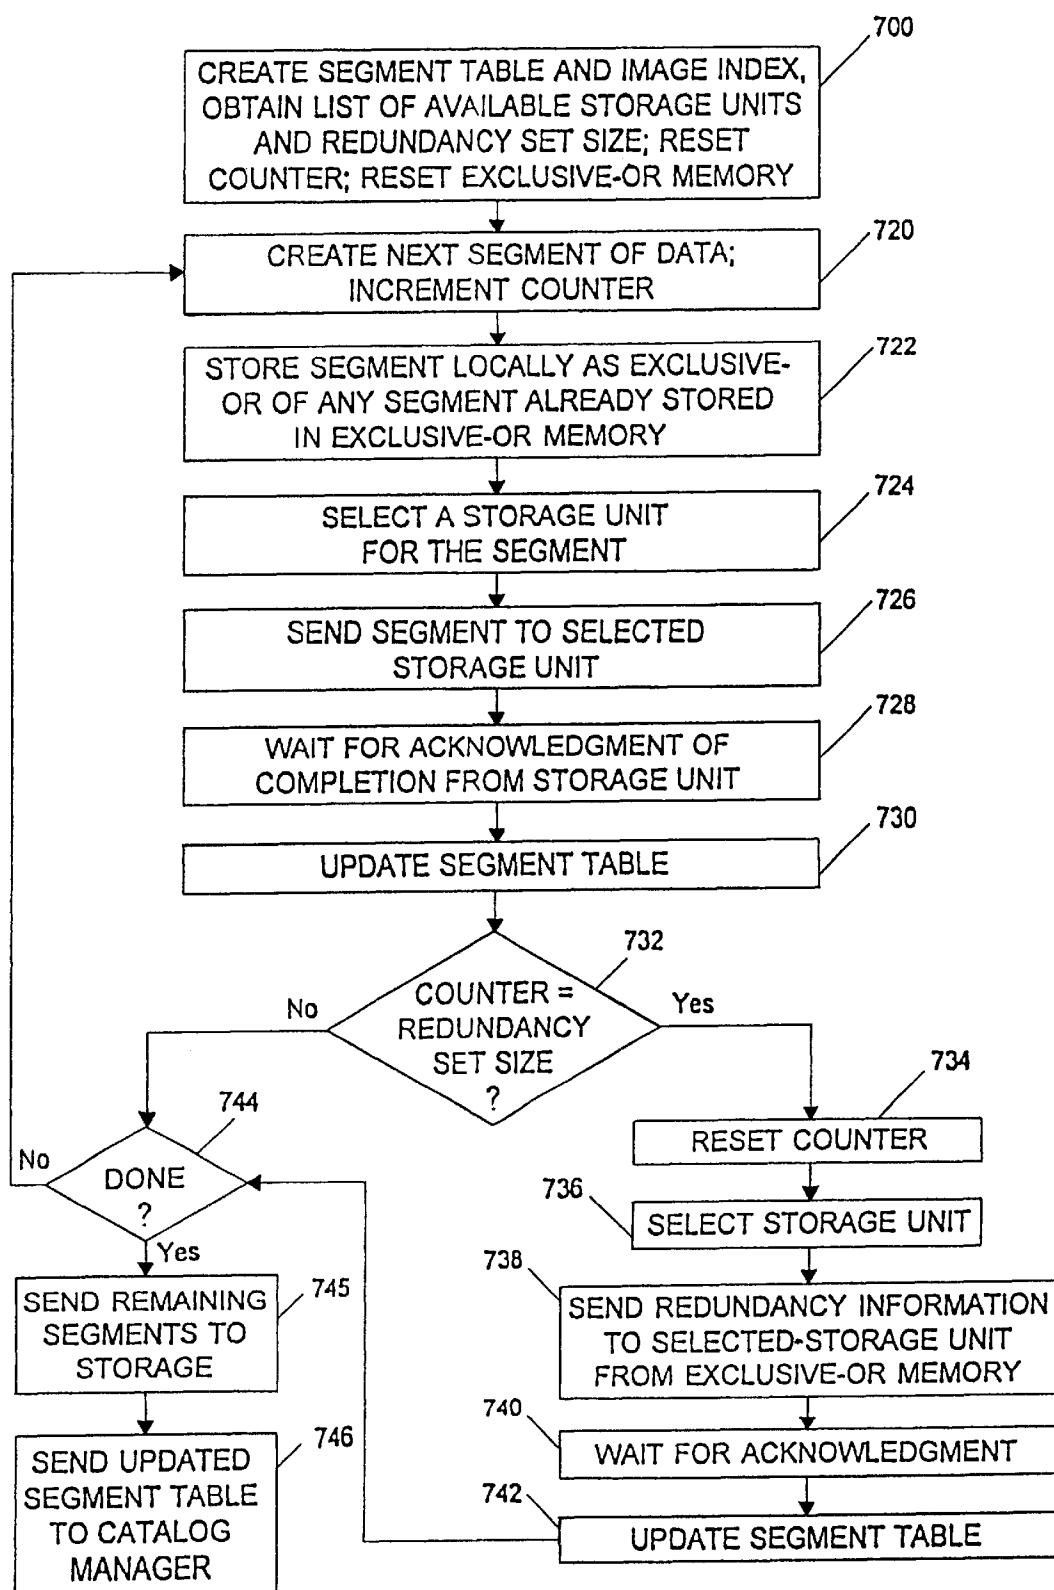 700
CREATE SEGMENT TABLE AND IMAGE INDEX,
OBTAIN LIST OF AVAILABLE STORAGE UNITS
AND REDUNDANCY SET SIZE; RESET
COUNTER; RESET EXCLUSIVE-OR MEMORY
720
CREATE NEXT SEGMENT OF DATA;
INCREMENT COUNTER
722
STORE SEGMENT LOCALLY AS EXCLUSIVE-
OR OF ANY SEGMENT ALREADY STORED
IN EXCLUSIVE-OR MEMORY
724
SELECT A STORAGE UNIT
FOR THE SEGMENT
726
SEND SEGMENT TO SELECTED
STORAGE UNIT
728
WAIT FOR ACKNOWLEDGMENT OF
COMPLETION FROM STORAGE UNIT
730
UPDATE SEGMENT TABLE
732
COUNTER =
REDUNDANCY
SET SIZE
?
No
Yes
734
RESET COUNTER
736
SELECT STORAGE UNIT
738
SEND REDUNDANCY INFORMATION
TO SELECTED-STORAGE UNIT
FROM EXCLUSIVE-OR MEMORY
740
WAIT FOR ACKNOWLEDGMENT
742
UPDATE SEGMENT TABLE
744
DONE
?
No
Yes
745
SEND REMAINING
SEGMENTS TO
STORAGE
746
SEND UPDATED
SEGMENT TABLE
TO CATALOG
MANAGER